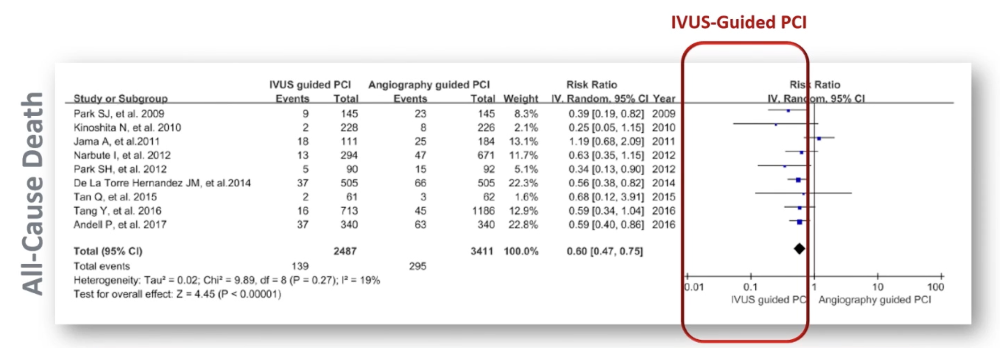 IVUS-Guided PCI
All-Cause Death
IVUS guided PCI Angiography guided PCI Risk Ratio Risk Ratio
Study or Subgroup Events Total Events Total Weight IV, Random, 95% CI Year IV, Random, 95% CI
Park SJ, et al. 2009 9 145 23 145 8.3% 0.39 [0.19, 0.82] 2009
Kinoshita N, et al. 2010 2 228 8 226 2.1% 0.25 [0.05, 1.15] 2010
Jama A, et al.2011 18 111 25 184 13.1% 1.19 [0.68, 2.09] 2011
Narbute I, et al. 2012 13 294 47 671 11.7% 0.63 [0.35, 1.15] 2012
Park SH, et al. 2012 5 90 15 92 5.1% 0.34 [0.13, 0.90] 2012
De La Torre Hernandez JM, et al.2014 37 505 66 505 22.3% 0.56 [0.38, 0.82] 2014
Tan Q, et al. 2015 2 61 3 62 1.6% 0.68 [0.12, 3.91] 2015
Tang Y, et al. 2016 16 713 45 1186 12.9% 0.59 [0.34, 1.04] 2016
Andell P, et al. 2017 37 340 63 340 22.8% 0.59 [0.40, 0.86] 2016
Total (95% CI) 2487 3411 100.0% 0.60 [0.47, 0.75]
Total events 139 295
Heterogeneity: Tau² = 0.02; Chi² = 9.89, df = 8 (P = 0.27); I² = 19%
Test for overall effect: Z = 4.45 (P < 0.00001)
0.01 0.1 1 10 100
IVUS guided PC Angiography guided PCI